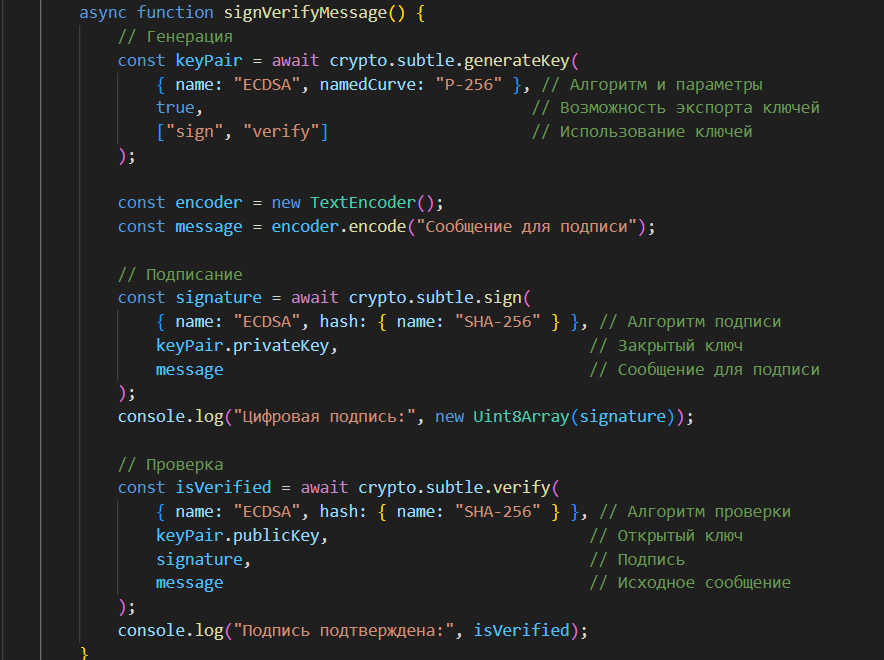 async function signVerifyMessage() {
// Генерация
const keyPair = await crypto.subtle.generateKey(
{ name: "ECDSA", namedCurve: "P-256" }, // Алгоритм и параметры
true, // Возможность экспорта ключей
["sign", "verify"] // Использование ключей
);
const encoder = new TextEncoder();
const message = encoder.encode("Сообщение для подписи");
// Подписание
const signature = await crypto.subtle.sign(
{ name: "ECDSA", hash: { name: "SHA-256" } }, // Алгоритм подписи
keyPair.privateKey, // Закрытый ключ
message // Сообщение для подписи
);
console.log("Цифровая подпись:", new Uint8Array(signature));
// Проверка
const isVerified = await crypto.subtle.verify(
{ name: "ECDSA", hash: { name: "SHA-256" } }, // Алгоритм проверки
keyPair.publicKey, // Открытый ключ
signature, // Подпись
message // Исходное сообщение
);
console.log("Подпись подтверждена:", isVerified);
}